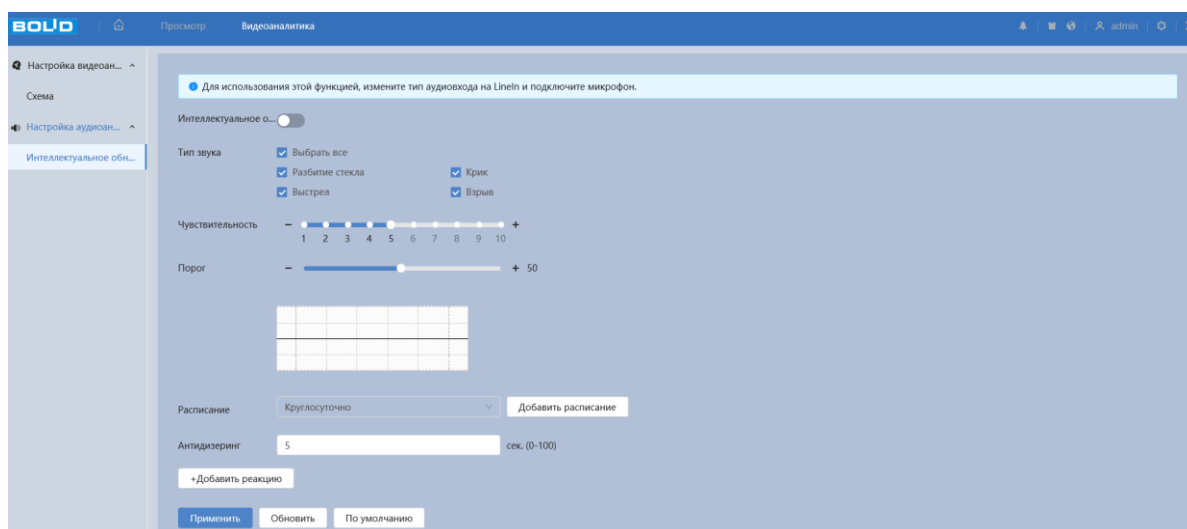 BOLID Просмотр Видеоаналитика admin
Настройка видеоан...
Схема
Настройка аудиоан...
Интеллектуальное обн...
Для использования этой функцией, измените тип аудиовхода на LineIn и подключите микрофон.
Интеллектуальное о...
Тип звука Выбрать все
Разбитие стекла Крик
Выстрел Взрыв
Чувствительность - +
1 2 3 4 5 6 7 8 9 10
Порог - + 50
Расписание Круглосуточно Добавить расписание
Антидизеринг 5 сек. (0-100)
+Добавить реакцию
Применить Обновить По умолчанию